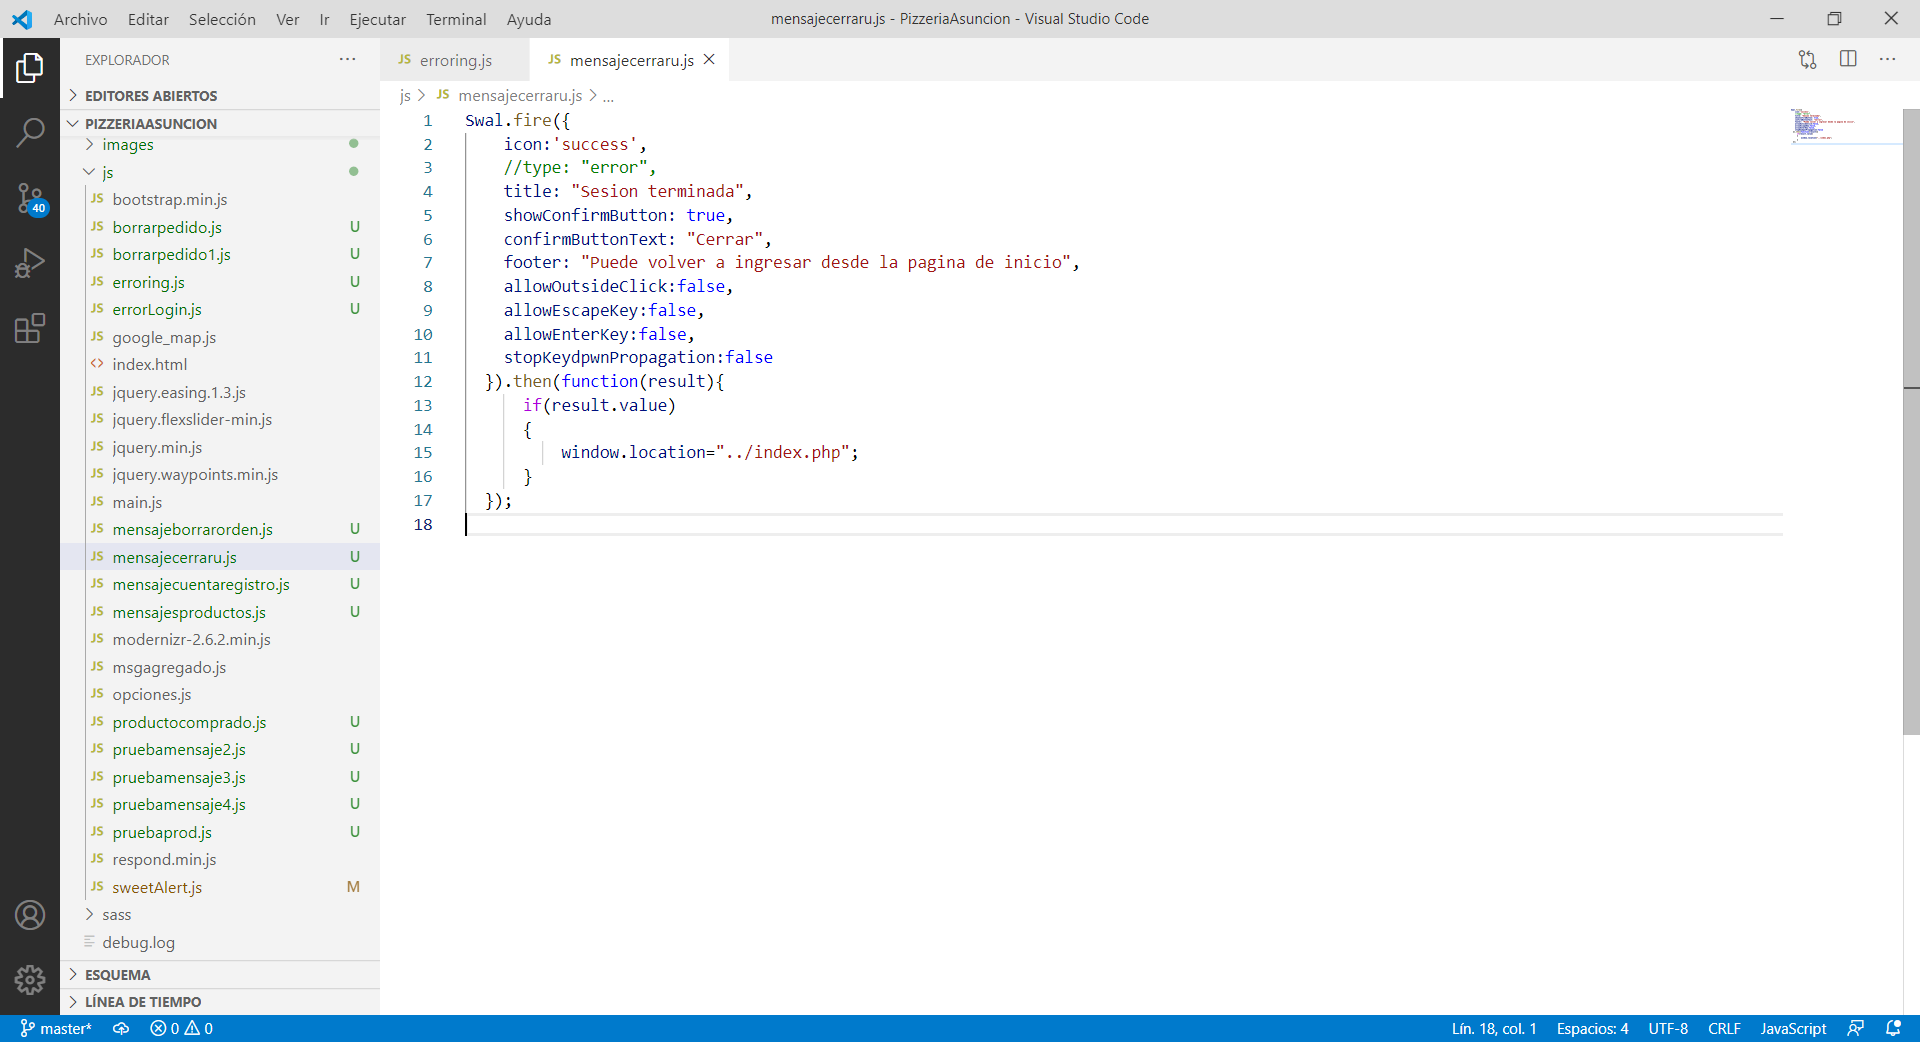 Archivo Editar Selección Ver Ir Ejecutar Terminal Ayuda
mensajecerraru.js - PizzeriaAsuncion - Visual Studio Code
EXPLORADOR
EDITORES ABIERTOS
PIZZERIAASUNCION
images
js
JS bootstrap.min.js
JS borrarpedido.js U
JS borrarpedido1.js U
JS erroring.js U
JS errorLogin.js U
JS google_map.js
<> index.html
JS jquery.easing.1.3.js
JS jquery.flexslider-min.js
JS jquery.min.js
JS jquery.waypoints.min.js
JS main.js
JS mensajeborrarorden.js U
JS mensajecerraru.js U
JS mensajecuentaregistro.js U
JS mensajesproductos.js U
JS modernizr-2.6.2.min.js
JS msgagregado.js
JS opciones.js
JS productocomprado.js U
JS pruebamensaje2.js U
JS pruebamensaje3.js U
JS pruebamensaje4.js U
JS pruebaprod.js U
JS respond.min.js
JS sweetAlert.js M
sass
debug.log
ESQUEMA
LÍNEA DE TIEMPO
40
JS erroring.js
JS mensajecerraru.js
js > JS mensajecerraru.js > ...
1 Swal.fire({
2 icon:'success',
3 //type: "error",
4 title: "Sesion terminada",
5 showConfirmButton: true,
6 confirmButtonText: "Cerrar",
7 footer: "Puede volver a ingresar desde la pagina de inicio",
8 allowOutsideClick:false,
9 allowEscapeKey:false,
10 allowEnterKey:false,
11 stopKeydpwnPropagation:false
12 }).then(function(result){
13 if(result.value)
14 {
15 window.location="../index.php";
16 }
17 });
18
master* 0 0
Lín. 18, col. 1 Espacios: 4 UTF-8 CRLF JavaScript